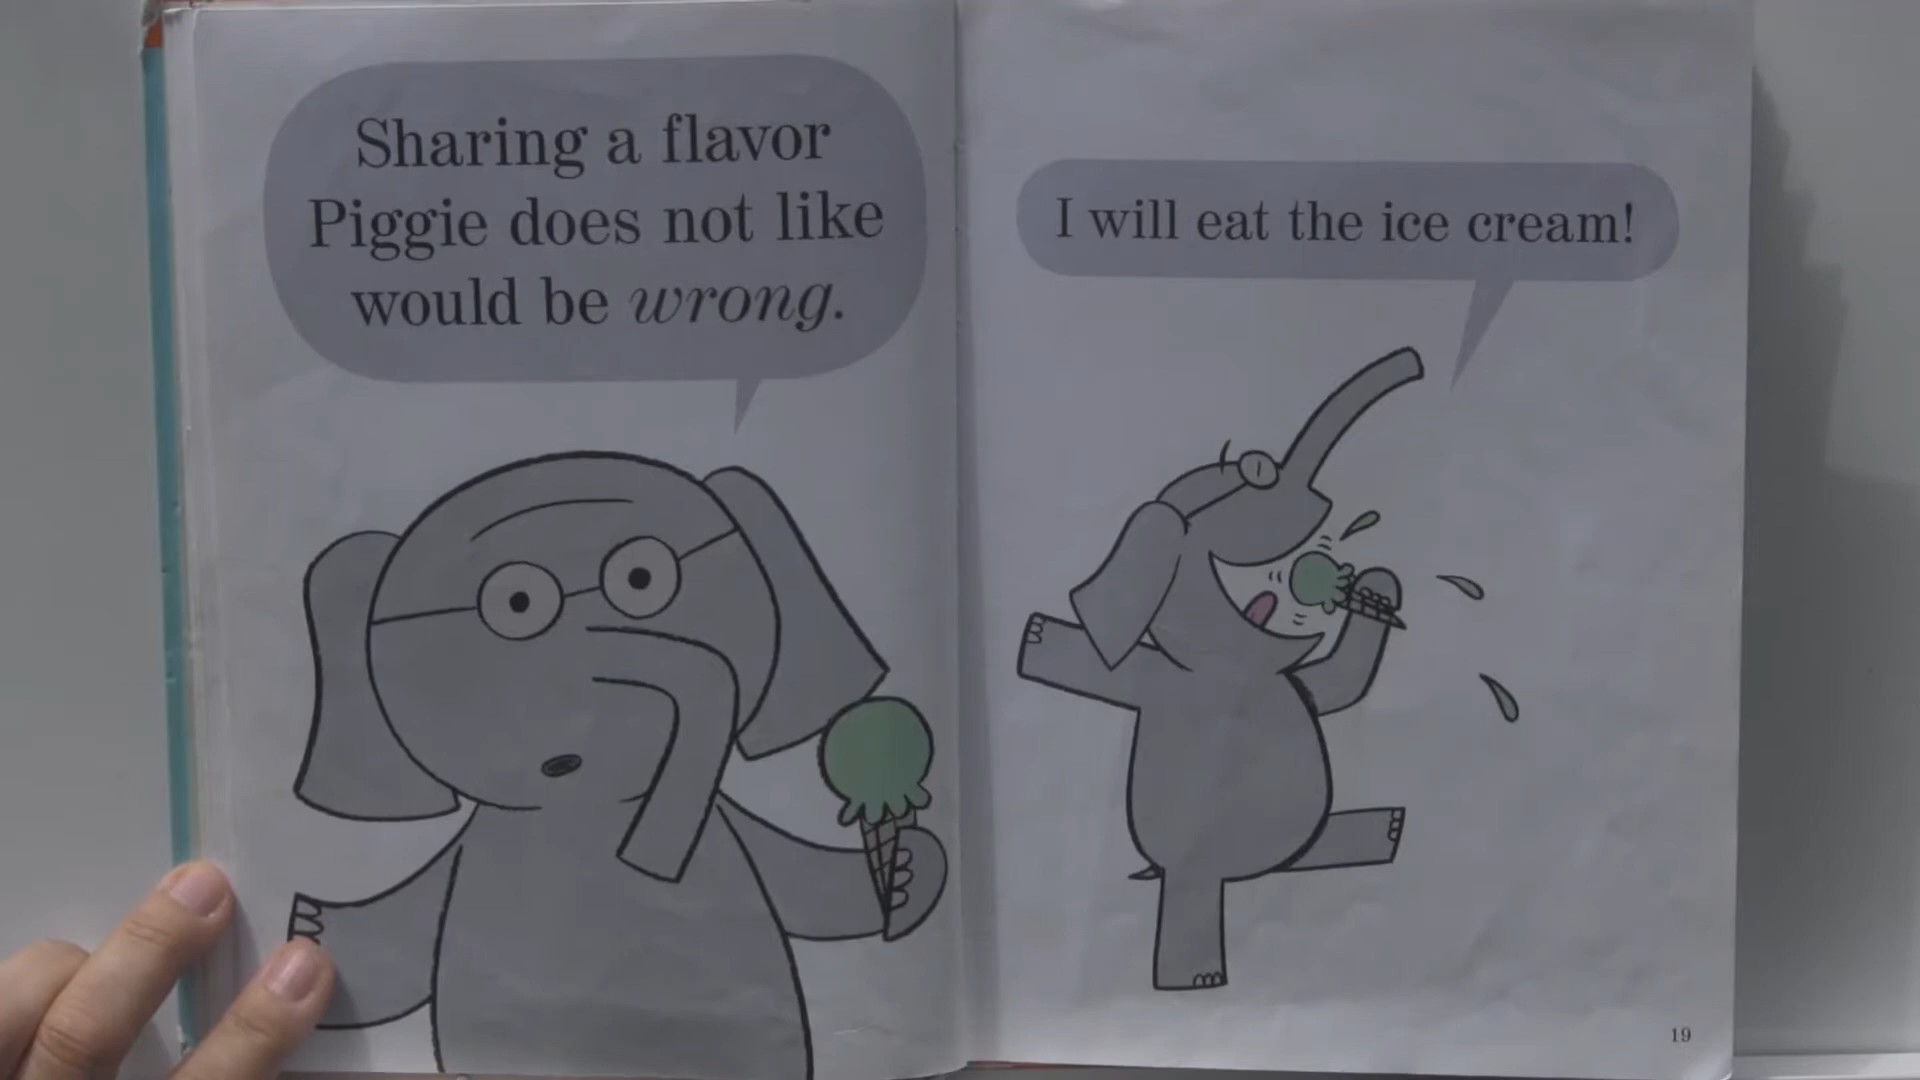 Sharing a flavor
Piggie does not like
would be wrong.
I will eat the ice cream!
19